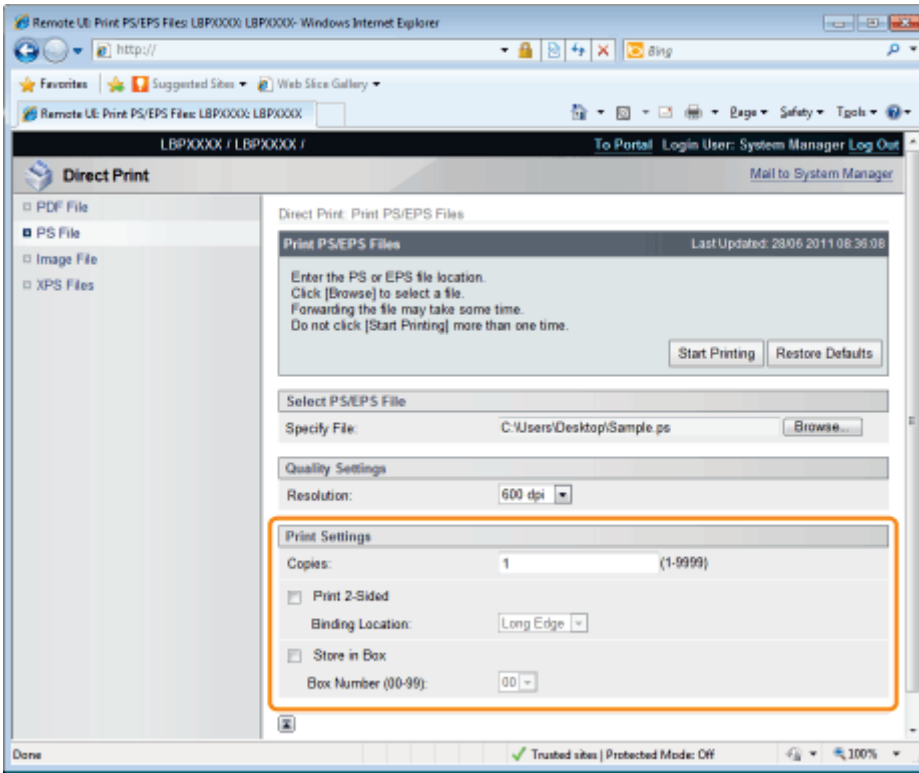 Remote UI: Print PS/EPS Files: LBPXXXX: LBPXXXX- Windows Internet Explorer
http://
Bing
Favorites Suggested Sites Web Slice Gallery
Remote UI: Print PS/EPS Files: LBPXXXX: LBPXXXX
Page Safety Tools
LBPXXXX / LBPXXXX /
To Portal Login User: System Manager Log Out
Direct Print
Mail to System Manager
PDF File
PS File
Image File
XPS Files
Direct Print: Print PS/EPS Files
Print PS/EPS Files Last Updated: 28/06 2011 08:36:08
Enter the PS or EPS file location.
Click [Browse] to select a file.
Forwarding the file may take some time.
Do not click [Start Printing] more than one time.
Start Printing Restore Defaults
Select PS/EPS File
Specify File: C:\Users\Desktop\Sample.ps Browse...
Quality Settings
Resolution: 600 dpi
Print Settings
Copies: 1 (1-9999)
Print 2-Sided
Binding Location: Long Edge
Store in Box
Box Number (00-99): 00
Done Trusted sites | Protected Mode: Off 100%